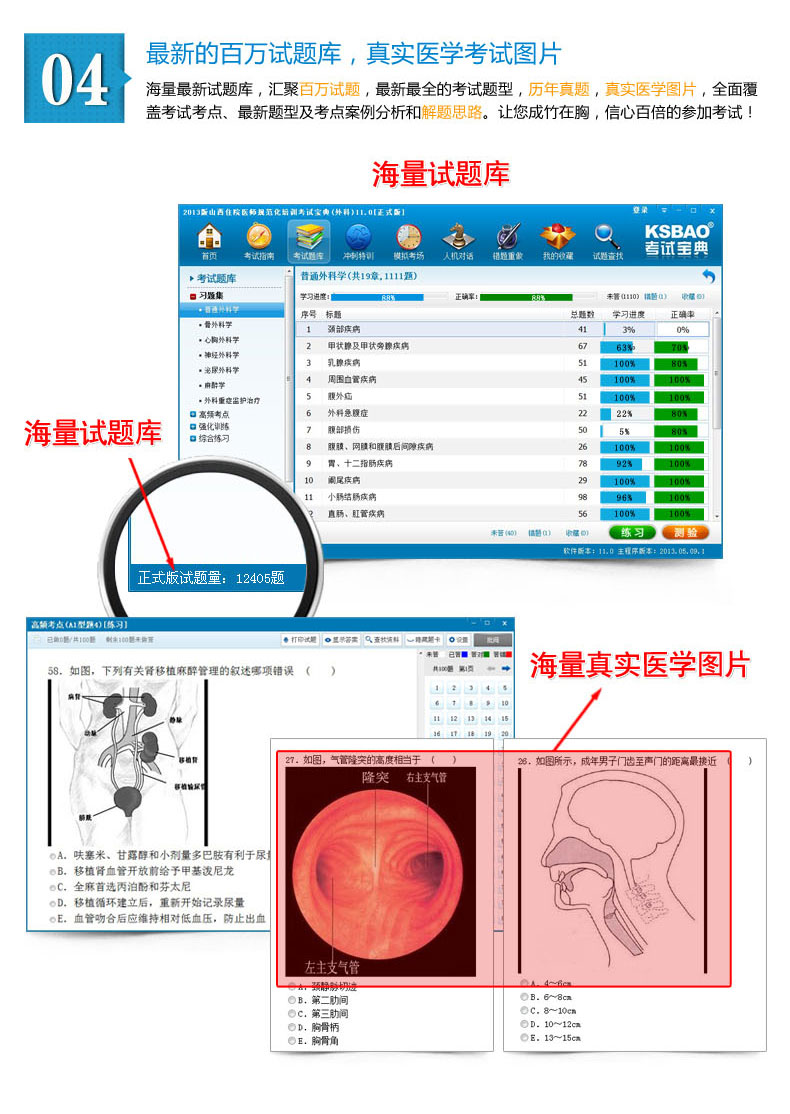 04
最新的百万试题库，真实医学考试图片
海量最新试题库，汇聚百万试题，最新最全的考试题型，历年真题，真实医学图片，全面覆
盖考试考点、最新题型及考点案例分析和解题思路。让您成竹在胸，信心百倍的参加考试！
海量试题库
2013版山西住院医师规范化培训考试宝典(外科)11.0[正式版]
登录
首页
考试指南
考试题库
冲刺特训
模拟考场
人机对话
错题重做
我的收藏
试题查找
KSBAO®
考试宝典
考试题库
习题集
普通外科学
骨外科学
心胸外科学
神经外科学
泌尿外科学
麻醉学
外科重症监护治疗
高频考点
强化训练
综合练习
普通外科学(共19章,1111题)
学习进度: 88% 正确率: 88% 未答(1110) 错题(1) 收藏(0)
序号 标题 总题数 学习进度 正确率
1 颈部疾病 41 3% 0%
2 甲状腺及甲状旁腺疾病 67 63% 70%
3 乳腺疾病 51 100% 80%
4 周围血管疾病 45 100% 100%
5 腹外疝 51 100% 100%
6 外科急腹症 22 22% 80%
7 腹部损伤 50 5% 80%
8 腹膜、网膜和腹膜后间隙疾病 26 100% 100%
9 胃、十二指肠疾病 78 92% 100%
10 阑尾疾病 29 100% 100%
11 小肠结肠疾病 98 96% 100%
直肠、肛管疾病 56 100% 100%
未答(40) 错题(1) 收藏(0) 练习 测验
软件版本：11.0 主程序版本：2013.05.09.1
海量试题库
正式版试题量：12405题
高频考点(A1型题4)[练习]
已做0题/共100题 剩余100题未做答
打印试题 显示答案 查找资料 隐藏题卡 设置
未答 已答 答对 答错
共100题 第1页
1 2 3 4 5
6 7 8 9 10
11 12 13 14 15
16 17 18 19 20
58．如图，下列有关肾移植麻醉管理的叙述哪项错误 （ ）
病肾
静脉
动脉
移植肾
移植输尿管
膀胱
A．呋塞米、甘露醇和小剂量多巴胺有利于尿量
B．移植肾血管开放前给予甲基泼尼龙
C．全麻首选丙泊酚和芬太尼
D．移植循环建立后，重新开始记录尿量
E．血管吻合后应维持相对低血压，防止出血
海量真实医学图片
27．如图，气管隆突的高度相当于 （ ）
隆突
右主支气管
左主支气管
A．颈静脉切迹
B．第二肋间
C．第三肋间
D．胸骨柄
E．胸骨角
26．如图所示，成年男子门齿至声门的距离最接近 （ ）
A．4～6cm
B．6～8cm
C．8～10cm
D．10～12cm
E．13～15cm